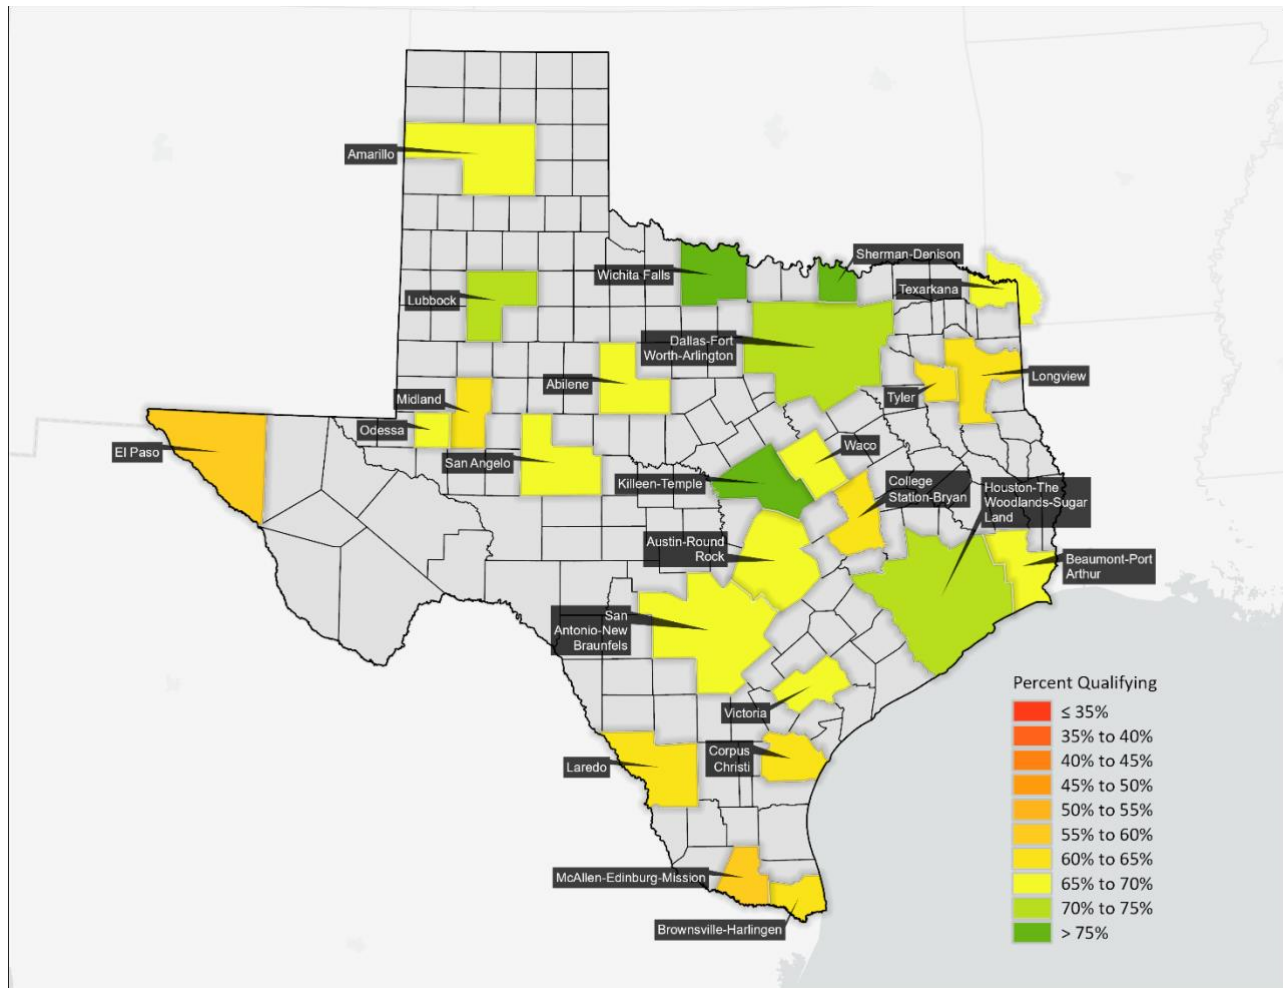 Amarillo
Sherman-Denison
Wichita Falls
Texarkana
Lubbock
Dallas-Fort
Worth-Arlington
Longview
Abilene
Midland
Tyler
Odessa
Waco
El Paso
San Angelo
Killeen-Temple
College
Station-Bryan
Houston-The
Woodlands-Sugar
Land
Austin-Round
Rock
Beaumont-Port
Arthur
San
Antonio-New
Braunfels
Victoria
Corpus
Christi
Laredo
McAllen-Edinburg-Mission
Brownsville-Harlingen
Percent Qualifying
≤ 35%
35% to 40%
40% to 45%
45% to 50%
50% to 55%
55% to 60%
60% to 65%
65% to 70%
70% to 75%
> 75%